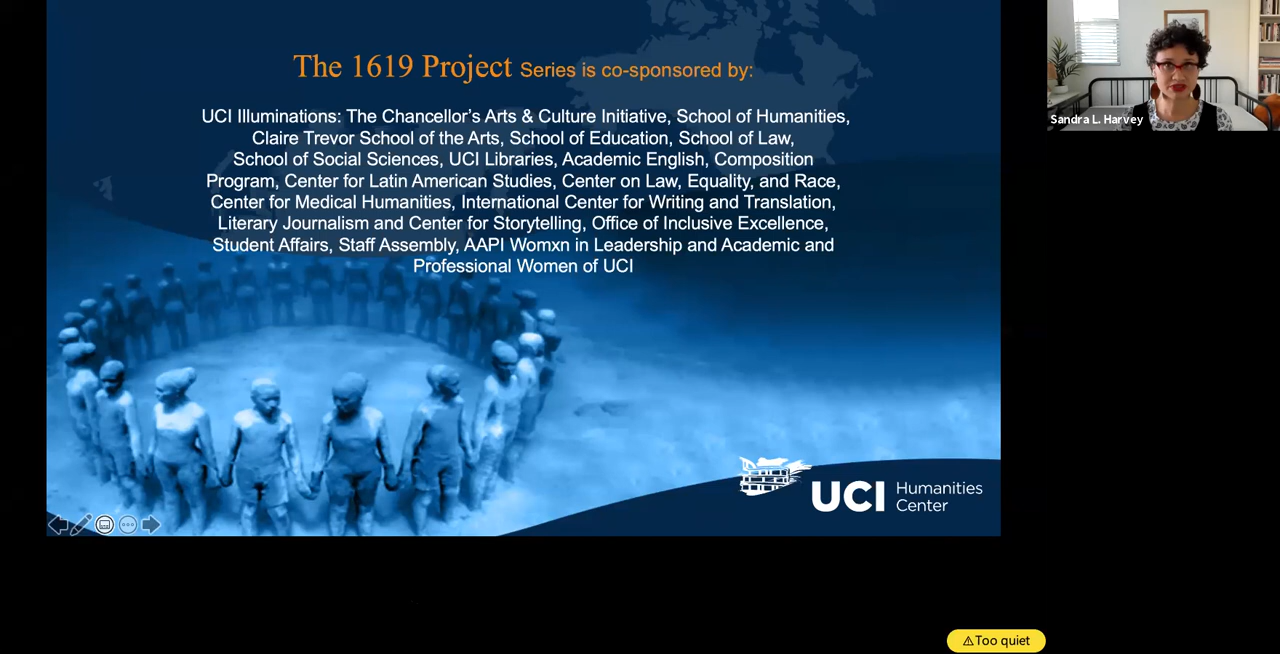 The 1619 Project Series is co-sponsored by:
UCI Illuminations: The Chancellor's Arts & Culture Initiative, School of Humanities,
Claire Trevor School of the Arts, School of Education, School of Law,
School of Social Sciences, UCI Libraries, Academic English, Composition
Program, Center for Latin American Studies, Center on Law, Equality, and Race,
Center for Medical Humanities, International Center for Writing and Translation,
Literary Journalism and Center for Storytelling, Office of Inclusive Excellence,
Student Affairs, Staff Assembly, AAPI Womxn in Leadership and Academic and
Professional Women of UCI
UCI Humanities
Center
Sandra L. Harvey
Too quiet